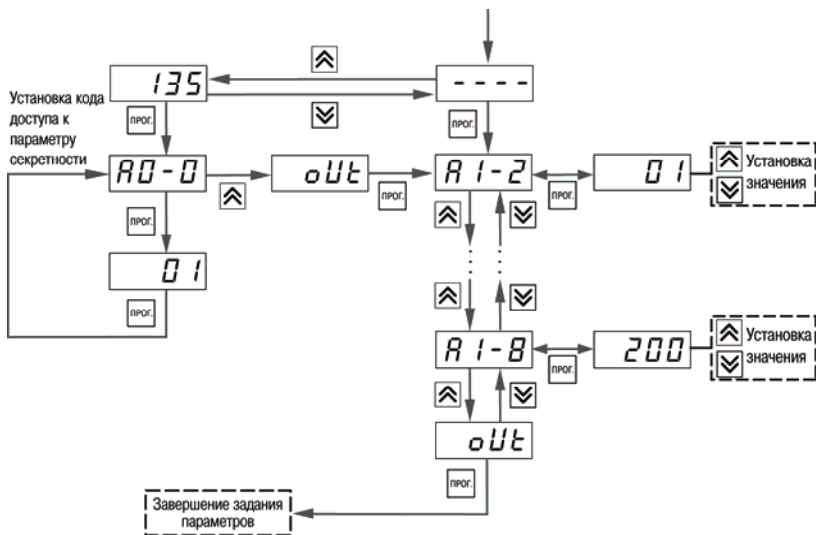 135
- - - -
Установка кода
доступа к
параметру
секретности
ПРОГ.
ПРОГ.
A0-0
oUt
A1-2
01
Установка
значения
ПРОГ.
ПРОГ.
ПРОГ.
01
ПРОГ.
A1-8
200
Установка
значения
ПРОГ.
oUt
ПРОГ.
Завершение задания
параметров